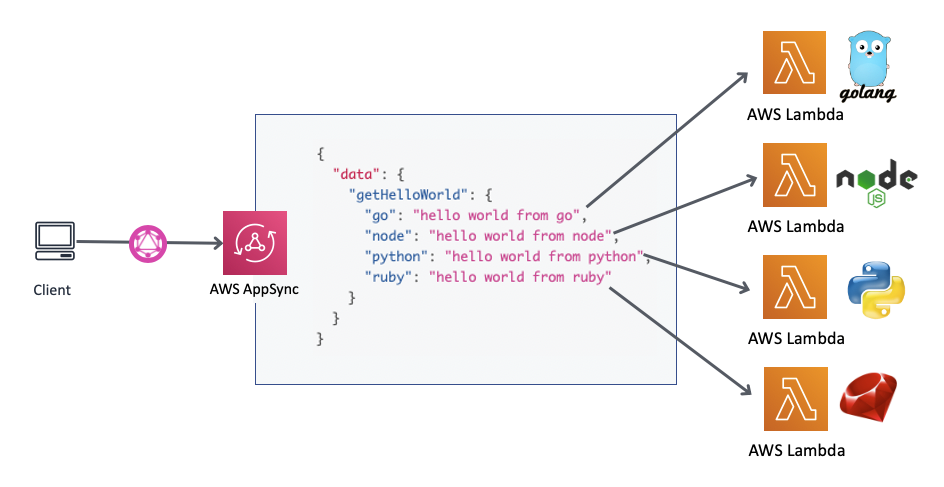 Client
AWS AppSync
{
"data": {
"getHelloWorld": {
"go": "hello world from go",
"node": "hello world from node",
"python": "hello world from python",
"ruby": "hello world from ruby"
}
}
}
AWS Lambda
golang
AWS Lambda
node
JS
AWS Lambda
AWS Lambda